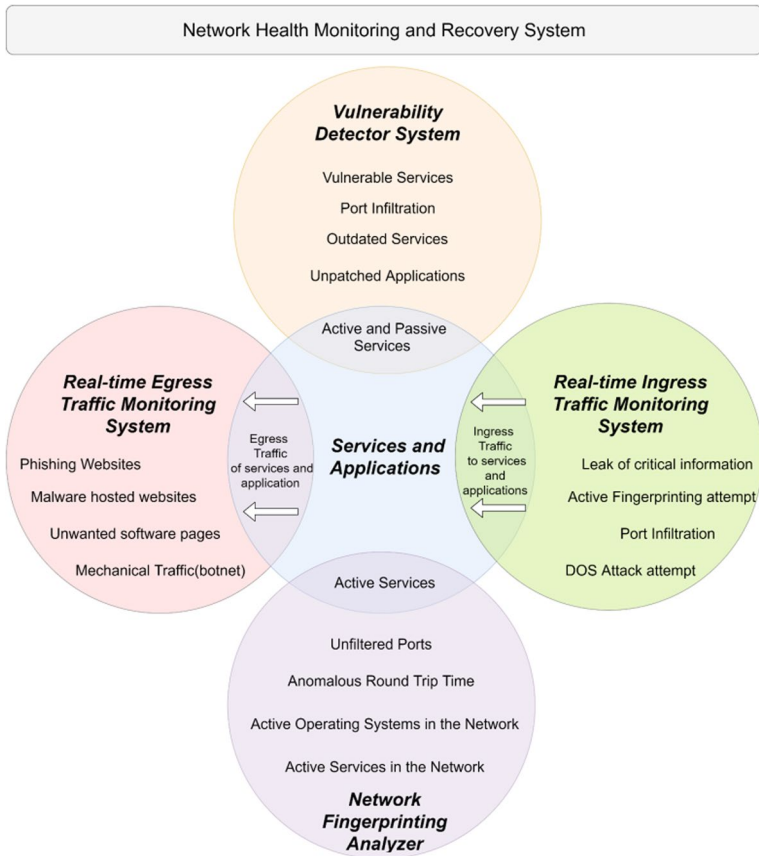 Network Health Monitoring and Recovery System
Vulnerability
Detector System
Vulnerable Services
Port Infiltration
Outdated Services
Unpatched Applications
Active and Passive
Services
Real-time Egress
Traffic Monitoring
System
Phishing Websites
Malware hosted websites
Unwanted software pages
Mechanical Traffic(botnet)
Egress
Traffic
of services and
application
Services and
Applications
Ingress
Traffic
to services
and
applications
Real-time Ingress
Traffic Monitoring
System
Leak of critical information
Active Fingerprinting attempt
Port Infiltration
DOS Attack attempt
Active Services
Unfiltered Ports
Anomalous Round Trip Time
Active Operating Systems in the Network
Active Services in the Network
Network
Fingerprinting
Analyzer